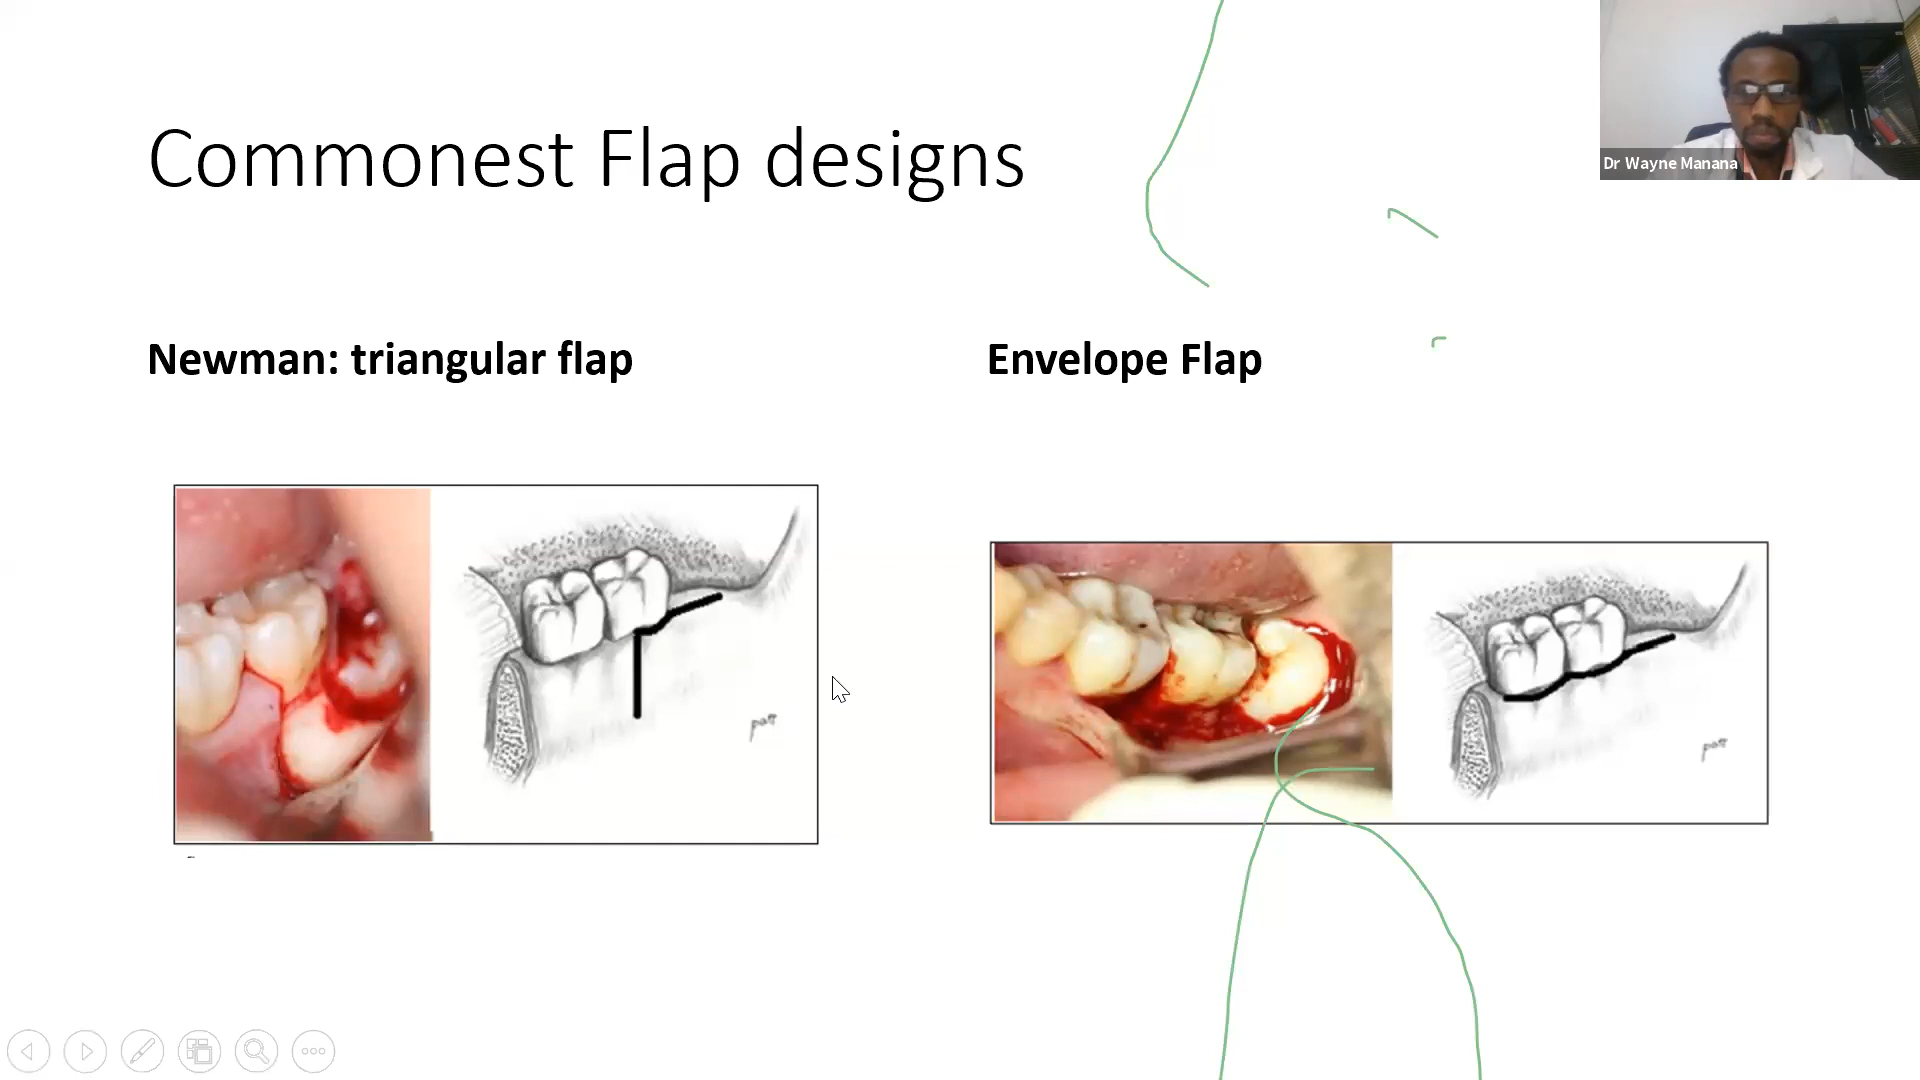 Commonest Flap designs
Dr Wayne Manana
Newman: triangular flap
Envelope Flap